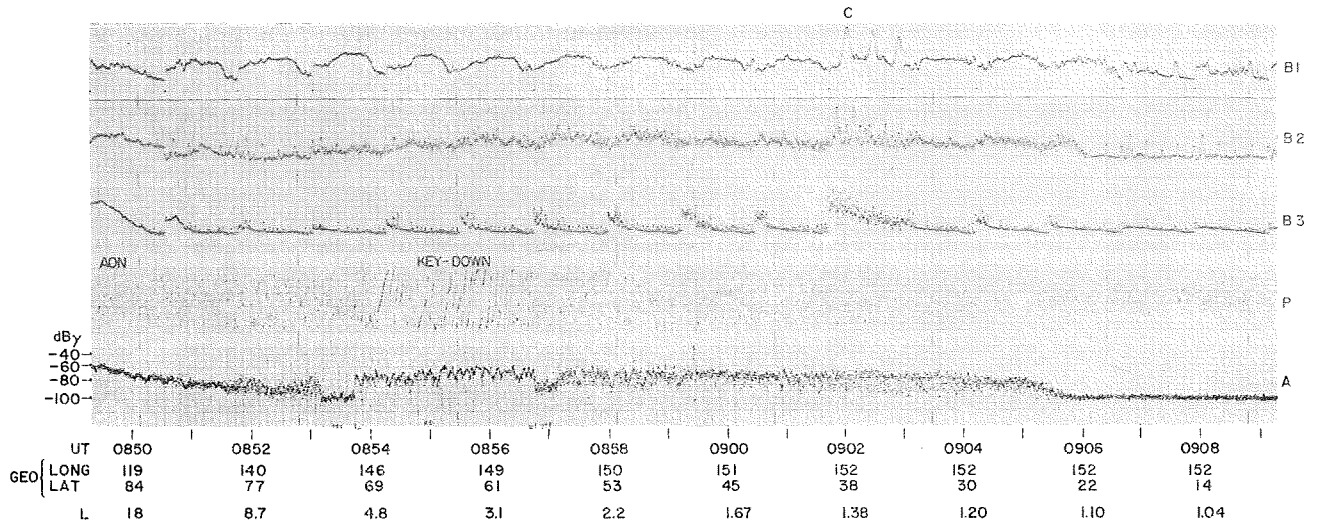 C
B1
B2
B3
AON KEY-DOWN
P
dBγ
-40
-60
-80
A
-100
UT 0850 0852 0854 0856 0858 0900 0902 0904 0906 0908
GEO LONG 119 140 146 149 150 151 152 152 152 152
LAT 84 77 69 61 53 45 38 30 22 14
L 18 8.7 4.8 3.1 2.2 1.67 1.38 1.20 1.10 1.04